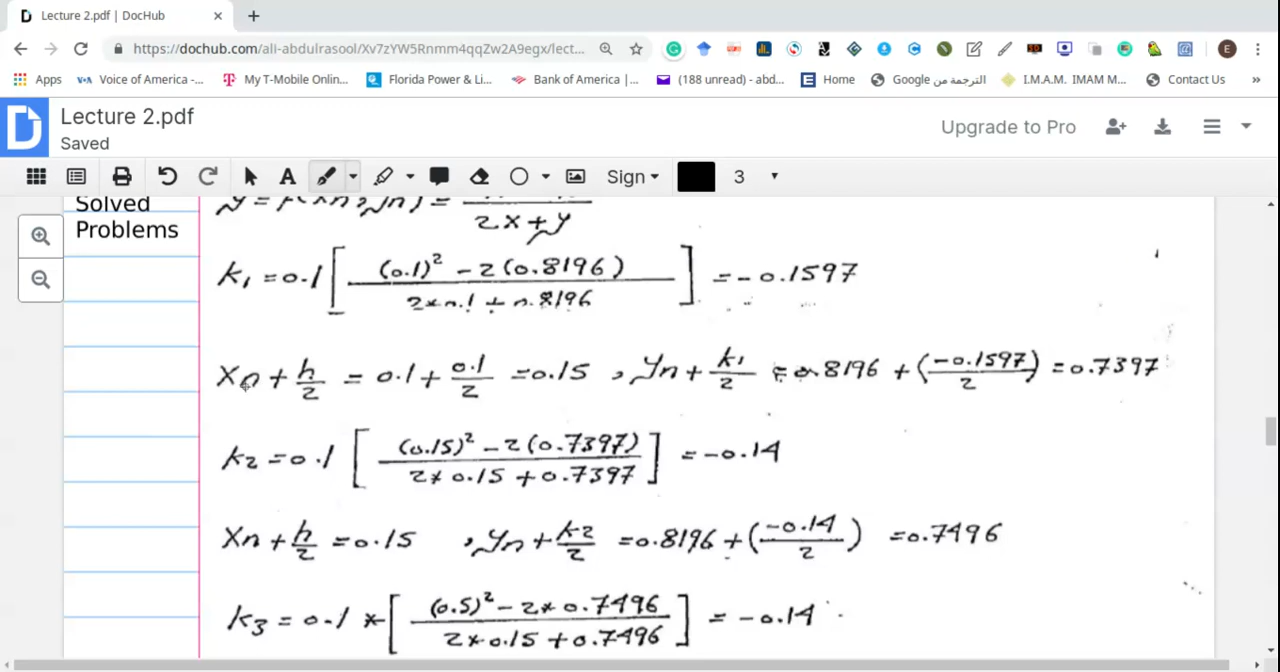 Lecture 2.pdf | DocHub
https://dochub.com/ali-abdulrasool/Xv7zYW5Rnmm4qqZw2A9egx/lect...
E
Apps VOA Voice of America -... T My T-Mobile Onlin... Florida Power & Li... Bank of America |... (188 unread) - abd... E Home الترجمة من Google I.M.A.M. IMAM M... Contact Us »
Lecture 2.pdf
Saved
Upgrade to Pro
A Sign 3
Solved
Problems
2x+y
k1 = 0.1 [ (0.1)² - 2(0.8196) / 2*0.1 + 0.8196 ] = -0.1597
Xn + h/2 = 0.1 + 0.1/2 = 0.15 , yn + k1/2 = 0.8196 + (-0.1597/2) = 0.7397
k2 = 0.1 [ (0.15)² - 2(0.7397) / 2*0.15 + 0.7397 ] = -0.14
Xn + h/2 = 0.15 , yn + k2/2 = 0.8196 + (-0.14/2) = 0.7496
k3 = 0.1 * [ (0.5)² - 2*0.7496 / 2*0.15 + 0.7496 ] = -0.14